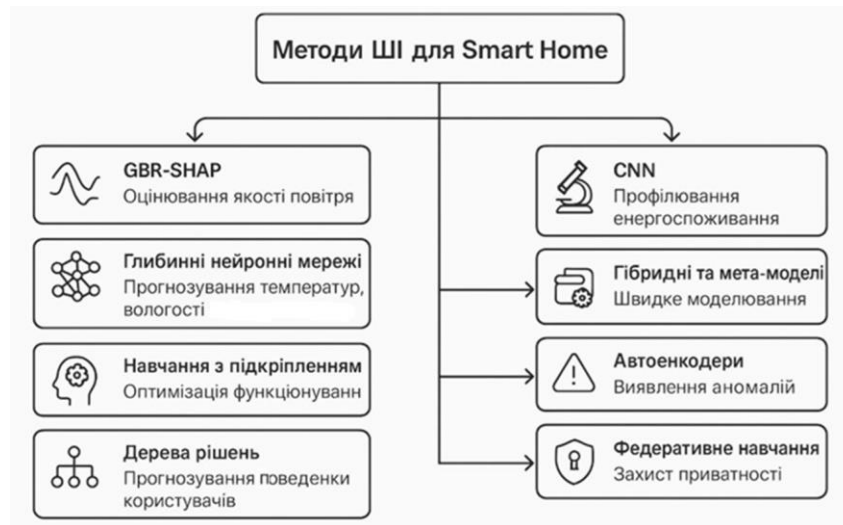 Методи ШІ для Smart Home
GBR-SHAP
Оцінювання якості повітря
Глибинні нейронні мережі
Прогнозування температур,
вологості
Навчання з підкріпленням
Оптимізація функціонуванн
Дерева рішень
Прогнозування поведенки
користувачів
CNN
Профілювання
енергоспоживання
Гібридні та мета-моделі
Швидке моделювання
Автоенкодери
Виявлення аномалій
Федеративне навчання
Захист приватності